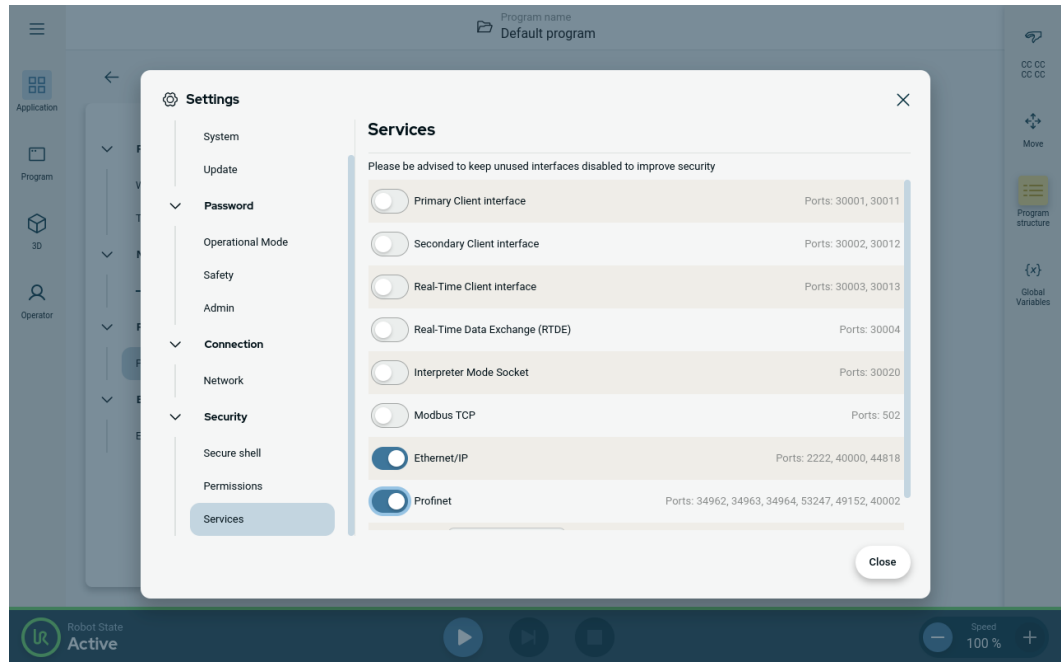 Program name
Default program
Application
Program
3D
Operator
Settings
System
Update
Password
Operational Mode
Safety
Admin
Connection
Network
Security
Secure shell
Permissions
Services
Services
Please be advised to keep unused interfaces disabled to improve security
Primary Client interface Ports: 30001, 30011
Secondary Client interface Ports: 30002, 30012
Real-Time Client interface Ports: 30003, 30013
Real-Time Data Exchange (RTDE) Ports: 30004
Interpreter Mode Socket Ports: 30020
Modbus TCP Ports: 502
Ethernet/IP Ports: 2222, 40000, 44818
Profinet Ports: 34962, 34963, 34964, 53247, 49152, 40002
Close
CC CC
CC CC
Move
Program
structure
{x}
Global
Variables
UR
Robot State
Active
Speed
100 %